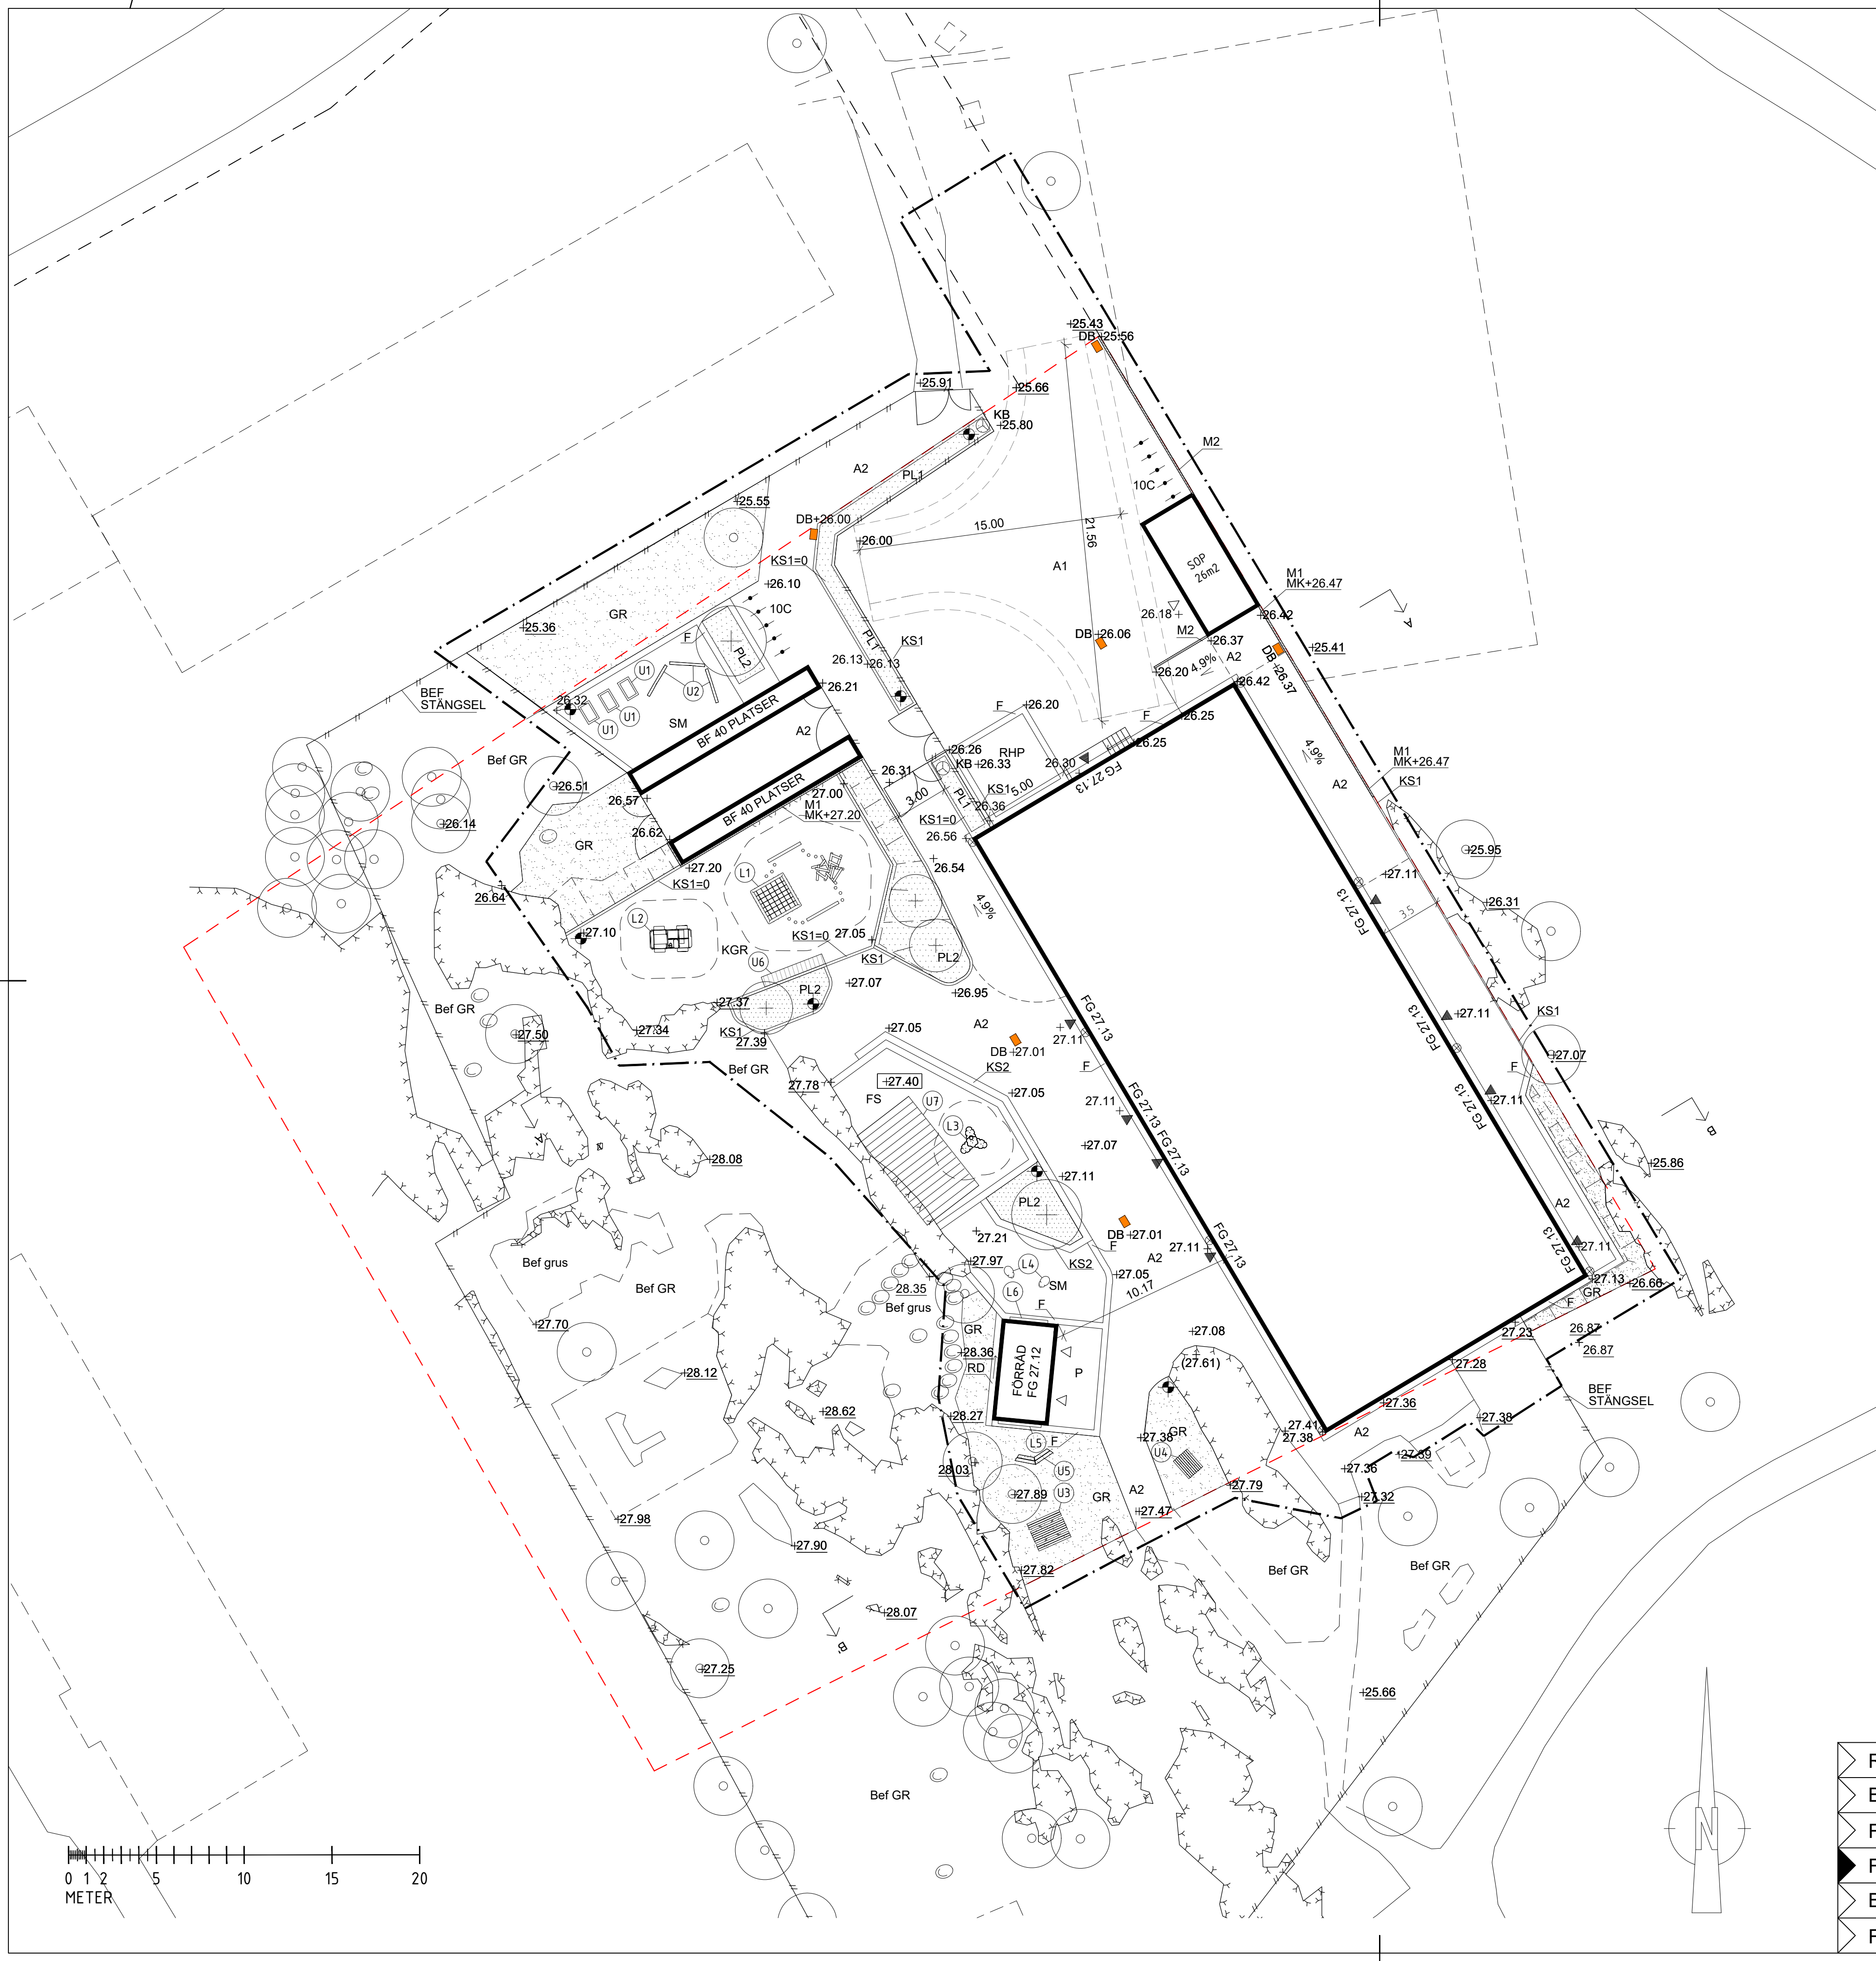 +25.43
DB +25.56
+25.91
+25.66
KB
+25.80
M2
A2
PL1
10C
+25.55
DB+26.00
15.00
21.56
+26.00
KS1=0
A1
SOP
26m2
M1
MK+26.47
+26.10
10C
GR
+25.36
F
PL2
PL1
KS1
26.18+
+26.42
A
DB +26.06
M2
+26.37
+25.41
26.13
+26.13
A2
4.9%
DB +26.37
+26.20
U1
U2
+26.21
+26.42
BEF
STÄNGSEL
26.32
U1
U1
SM
BF 40 PLATSER
A2
F
+26.20
F
+26.25
+26.25
+26.26
RHP
4.9%
M1
MK+26.47
KS1
Bef GR
KB +26.33
26.30
FG 27.13
+26.51
26.57
26.31
27.00
3.00
PL1
KS1
5.00
A2
BF 40 PLATSER
M1
MK+27.20
26.36
KS1=0
+26.14
26.62
26.56
+25.95
GR
+27.20
26.54
+27.11
L1
KS1=0
26.64
4.9%
FG 27.13
3.5
+26.31
L2
+27.10
KS1=0
27.05
KGR
KS1
U6
PL2
PL2
+27.07
+26.95
Bef GR
+27.37
FG 27.13
FG 27.13
+27.11
KS1
+27.50
+27.34
KS1
27.39
+27.05
A2
27.11
DB +27.01
+27.07
Bef GR
KS2
F
F
27.78
+27.40
FS
U7
+27.05
27.11
FG 27.13
FG 27.13
+27.11
A'
L3
+27.07
FG 27.13
B
+28.08
+27.11
+25.86
PL2
A2
+27.21
DB +27.01
F
FG 27.13
27.11
FG 27.13
+27.11
Bef grus
+27.97
L4
KS2
A2
Bef GR
28.35
SM
+27.05
10.17
+27.13
+26.66
Bef grus
L6
F
F
GR
+27.70
GR
+27.08
+27.23
26.87
+28.36
RD
FÖRRÅD
FG 27.12
P
(27.61)
26.87
+28.12
+27.28
BEF
STÄNGSEL
+28.62
+28.27
+27.36
27.41
+27.38
L5
F
+27.38
GR
27.38
A2
U4
28.03
U5
+27.36
+27.39
U3
+27.89
GR
A2
+27.79
+27.32
+27.98
+27.47
+27.90
Bef GR
Bef GR
+27.82
+28.07
B'
+27.25
+25.66
Bef GR
N
0 1 2 5 10 15 20
METER